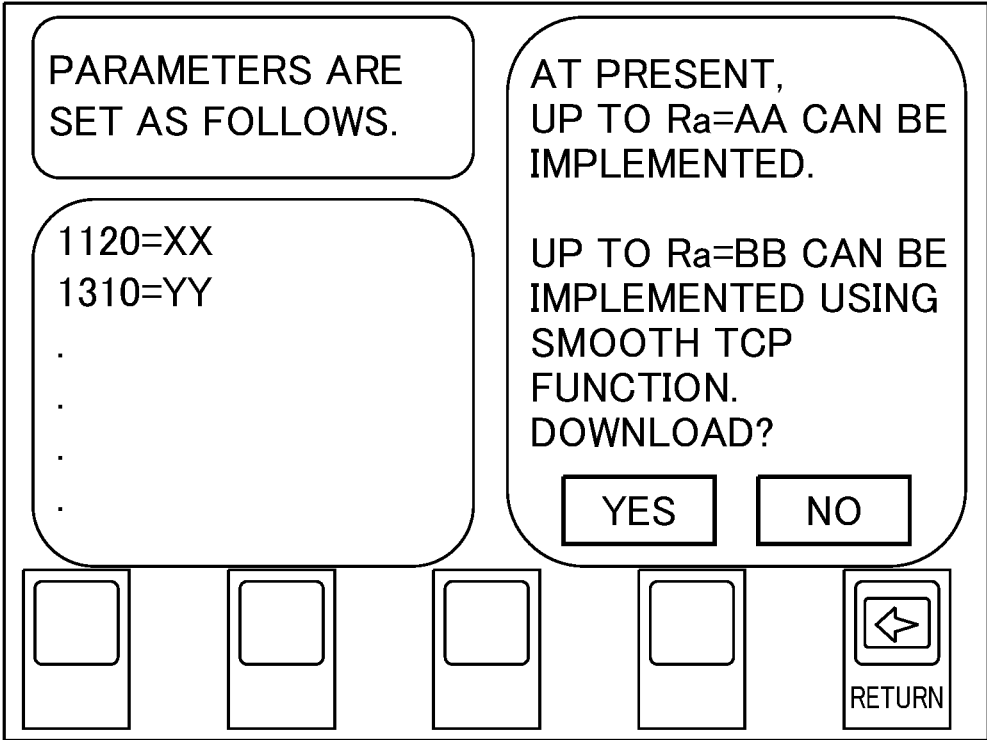 PARAMETERS ARE
SET AS FOLLOWS.
1120=XX
1310=YY
.
.
.
.
AT PRESENT,
UP TO Ra=AA CAN BE
IMPLEMENTED.
UP TO Ra=BB CAN BE
IMPLEMENTED USING
SMOOTH TCP
FUNCTION.
DOWNLOAD?
YES NO
RETURN